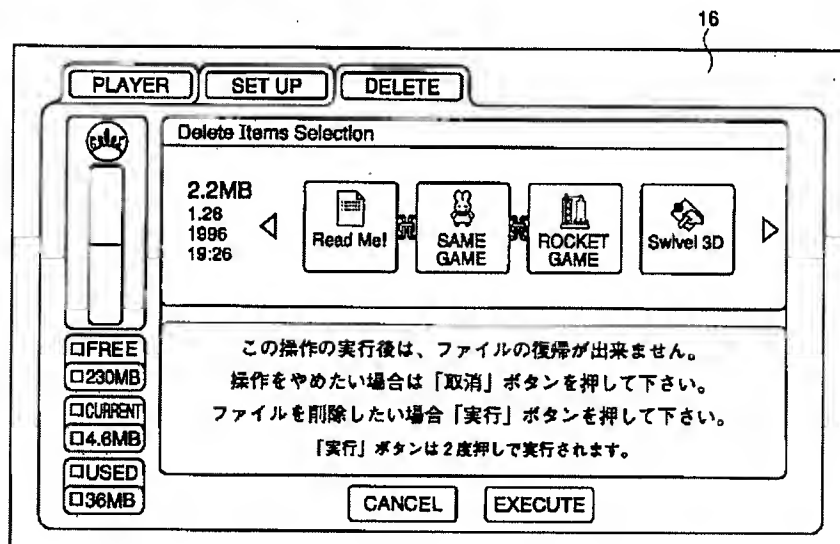 16
PLAYER
SET UP
DELETE
Delete Items Selection
2.2MB
1.28
1996
19:26
Read Me!
SAME
GAME
ROCKET
GAME
Swivel 3D
FREE
230MB
CURRENT
4.6MB
USED
36MB
この操作の実行後は、ファイルの復帰が出来ません。
操作をやめたい場合は「取消」ボタンを押して下さい。
ファイルを削除したい場合「実行」ボタンを押して下さい。
「実行」ボタンは2度押しで実行されます。
CANCEL
EXECUTE